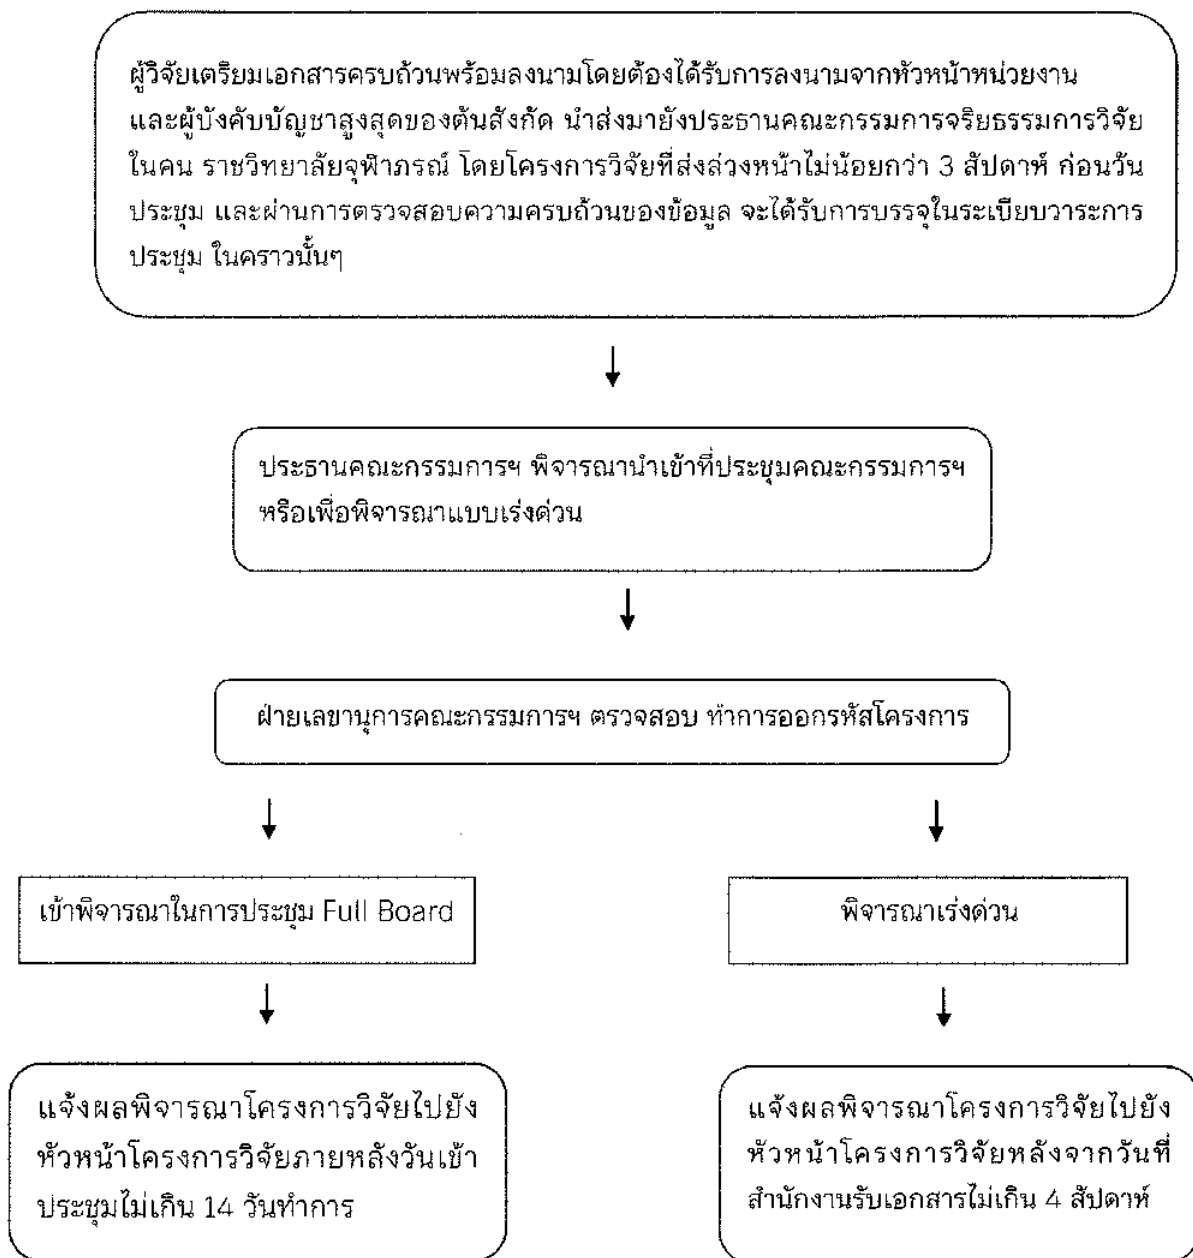 ผู้วิจัยเตรียมเอกสารครบถ้วนพร้อมลงนามโดยต้องได้รับการลงนามจากหัวหน้าหน่วยงาน
และผู้บังคับบัญชาสูงสุดของต้นสังกัด นำส่งมายังประธานคณะกรรมการจริยธรรมการวิจัย
ในคน ราชวิทยาลัยจุฬาภรณ์ โดยโครงการวิจัยที่ส่งล่วงหน้าไม่น้อยกว่า 3 สัปดาห์ ก่อนวัน
ประชุม และผ่านการตรวจสอบความครบถ้วนของข้อมูล จะได้รับการบรรจุในระเบียบวาระการ
ประชุม ในคราวนั้นๆ
ประธานคณะกรรมการฯ พิจารณานำเข้าที่ประชุมคณะกรรมการฯ
หรือเพื่อพิจารณาแบบเร่งด่วน
ฝ่ายเลขานุการคณะกรรมการฯ ตรวจสอบ ทำการออกรหัสโครงการ
เข้าพิจารณาในการประชุม Full Board
พิจารณาเร่งด่วน
แจ้งผลพิจารณาโครงการวิจัยไปยัง
หัวหน้าโครงการวิจัยภายหลังวันเข้า
ประชุมไม่เกิน 14 วันทำการ
แจ้งผลพิจารณาโครงการวิจัยไปยัง
หัวหน้าโครงการวิจัยหลังจากวันที่
สำนักงานรับเอกสารไม่เกิน 4 สัปดาห์